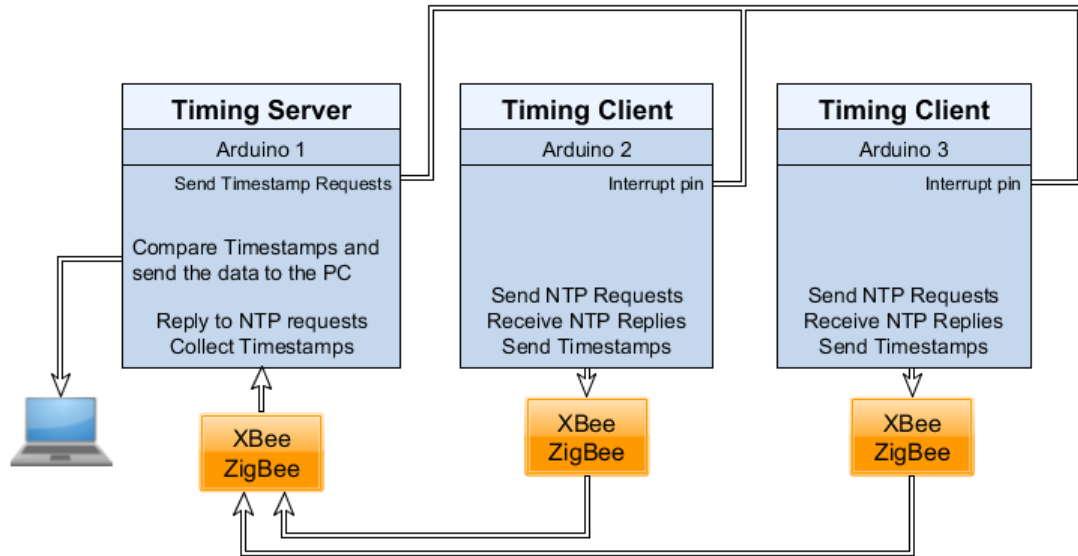 Timing Server
Arduino 1
Send Timestamp Requests
Compare Timestamps and
send the data to the PC
Reply to NTP requests
Collect Timestamps
XBee
ZigBee
Timing Client
Arduino 2
Interrupt pin
Send NTP Requests
Receive NTP Replies
Send Timestamps
XBee
ZigBee
Timing Client
Arduino 3
Interrupt pin
Send NTP Requests
Receive NTP Replies
Send Timestamps
XBee
ZigBee